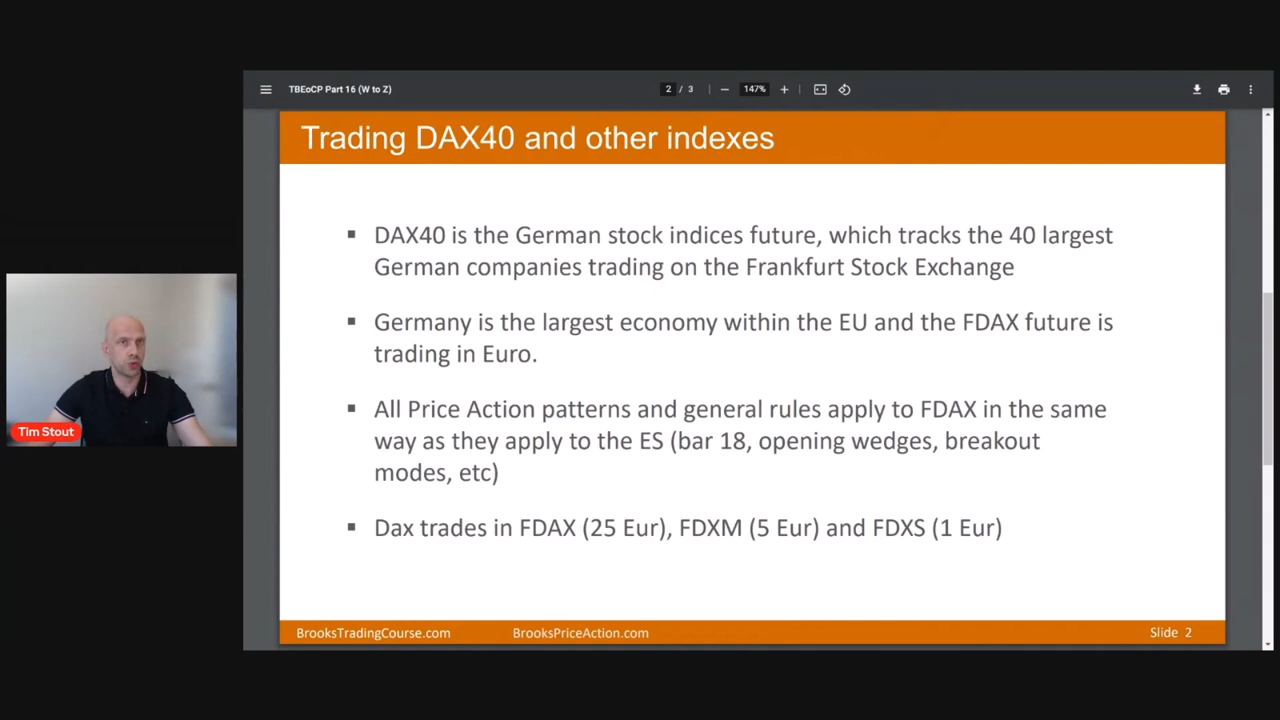 TBEoCP Part 16 (W to Z)
2 / 3
147%
Trading DAX40 and other indexes
▪ DAX40 is the German stock indices future, which tracks the 40 largest
German companies trading on the Frankfurt Stock Exchange
▪ Germany is the largest economy within the EU and the FDAX future is
trading in Euro.
▪ All Price Action patterns and general rules apply to FDAX in the same
way as they apply to the ES (bar 18, opening wedges, breakout
modes, etc)
▪ Dax trades in FDAX (25 Eur), FDXM (5 Eur) and FDXS (1 Eur)
Tim Stout
BrooksTradingCourse.com
BrooksPriceAction.com
Slide 2